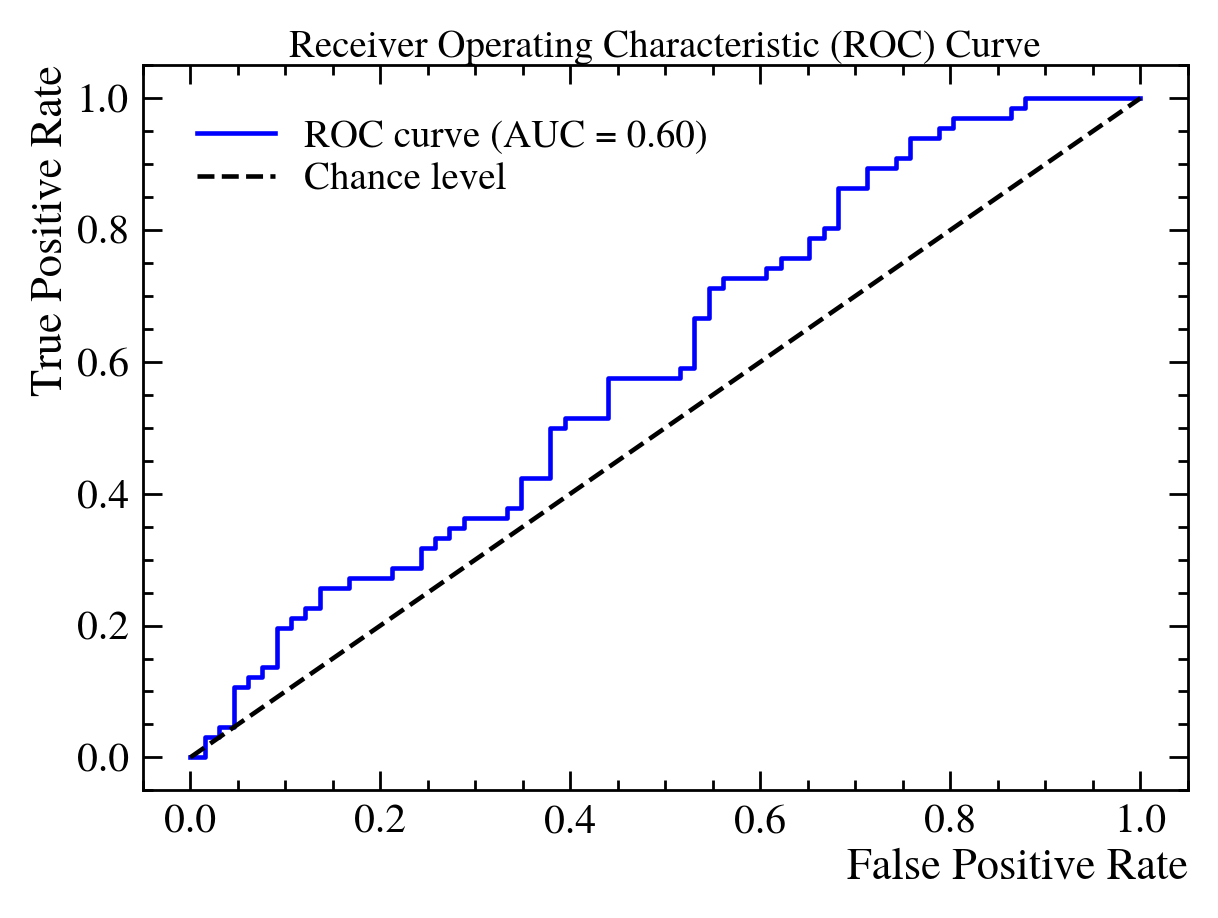 Receiver Operating Characteristic (ROC) Curve
True Positive Rate
1.0
0.8
0.6
0.4
0.2
0.0
ROC curve (AUC = 0.60)
Chance level
0.0 0.2 0.4 0.6 0.8 1.0
False Positive Rate